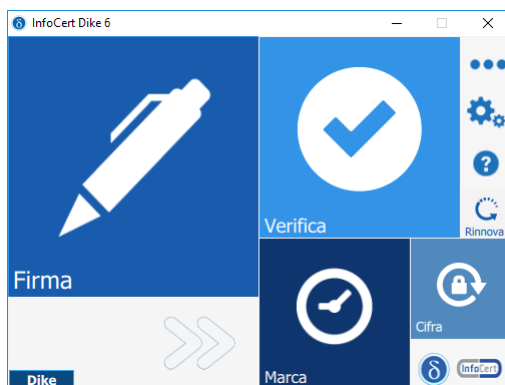 δ InfoCert Dike 6
Verifica
Rinnova
Firma
Cifra
Marca
Dike
δ InfoCert